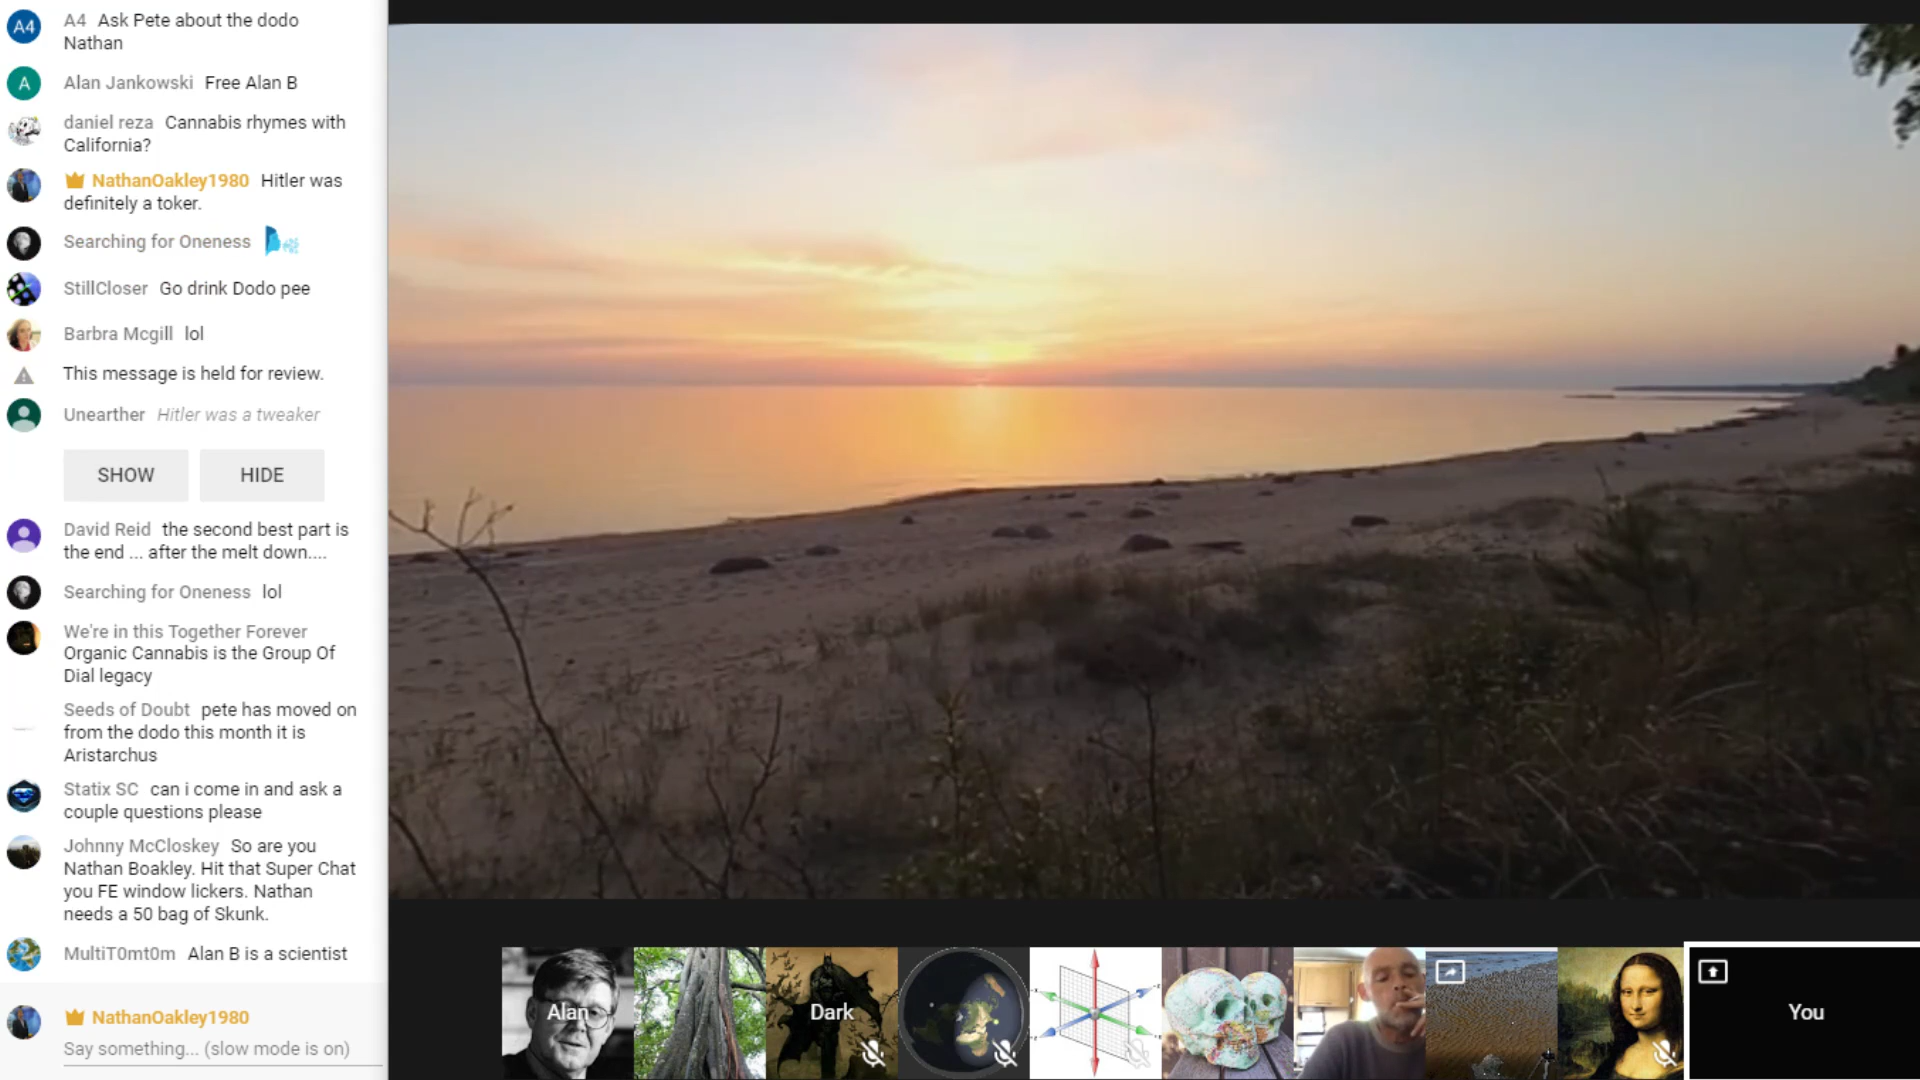 A4 Ask Pete about the dodo
Nathan
Alan Jankowski Free Alan B
daniel reza Cannabis rhymes with
California?
NathanOakley1980 Hitler was
definitely a toker.
Searching for Oneness
StillCloser Go drink Dodo pee
Barbra Mcgill lol
This message is held for review.
Unearther Hitler was a tweaker
SHOW HIDE
David Reid the second best part is
the end ... after the melt down....
Searching for Oneness lol
We're in this Together Forever
Organic Cannabis is the Group Of
Dial legacy
Seeds of Doubt pete has moved on
from the dodo this month it is
Aristarchus
Statix SC can i come in and ask a
couple questions please
Johnny McCloskey So are you
Nathan Boakley. Hit that Super Chat
you FE window lickers. Nathan
needs a 50 bag of Skunk.
MultiT0mt0m Alan B is a scientist
NathanOakley1980
Say something... (slow mode is on)
A4
A
Alan
Dark
You